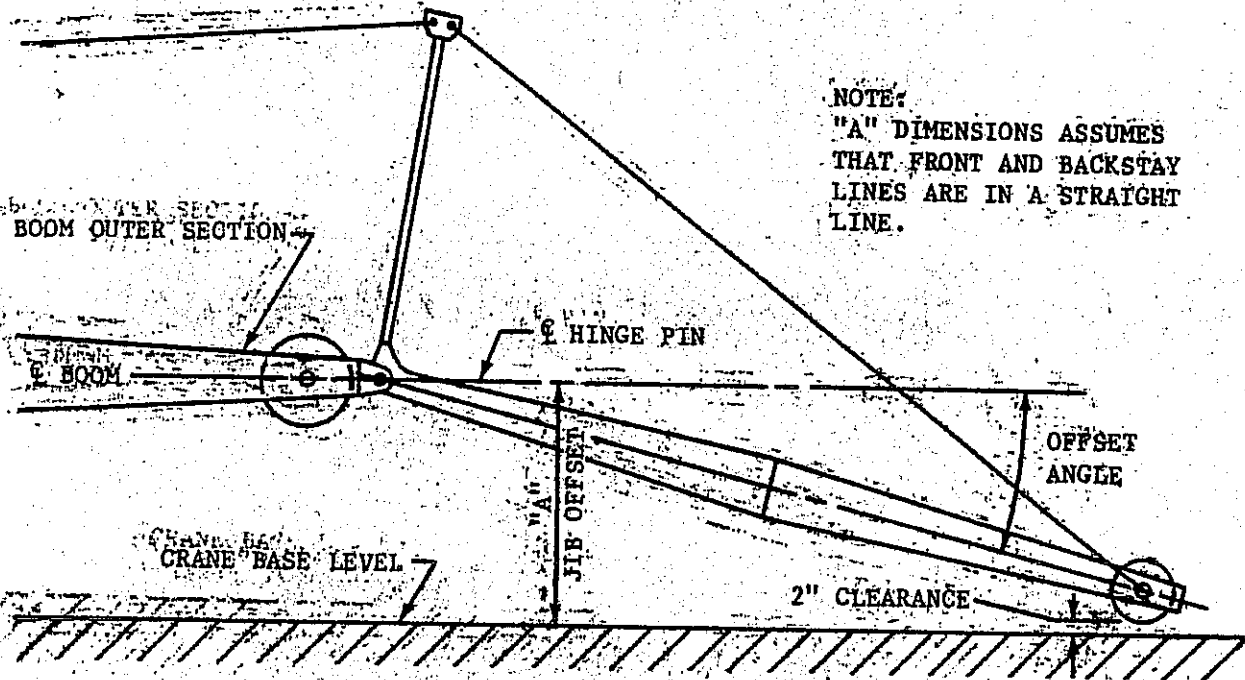 NOTE:
"A" DIMENSIONS ASSUMES
THAT FRONT AND BACKSTAY
LINES ARE IN A STRAIGHT
LINE.
BOOM OUTER SECTION
℄ HINGE PIN
℄ BOOM
OFFSET
ANGLE
"A"
JIB OFFSET
CRANE BASE LEVEL
2" CLEARANCE